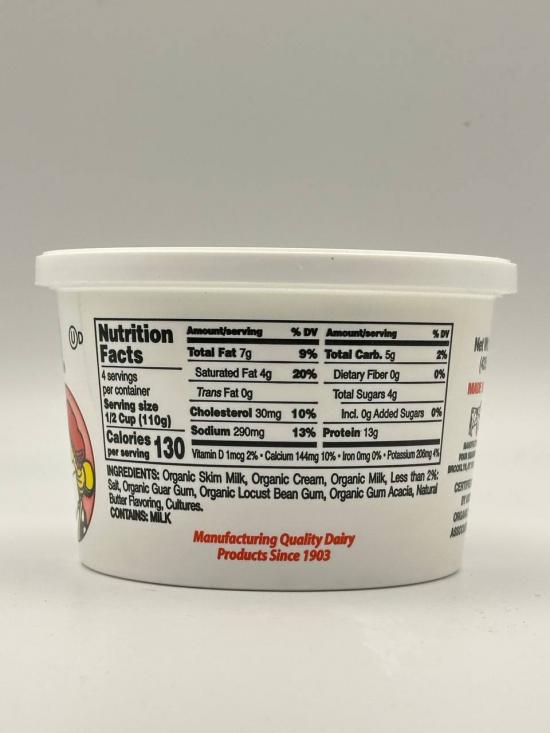 U D
Nutrition Facts
4 servings per container
Serving size
1/2 Cup (110g)
Calories per serving 130
Amount/serving % DV
Total Fat 7g 9%
Saturated Fat 4g 20%
Trans Fat 0g
Cholesterol 30mg 10%
Sodium 290mg 13%
Amount/serving % DV
Total Carb. 5g 2%
Dietary Fiber 0g 0%
Total Sugars 4g
Incl. 0g Added Sugars 0%
Protein 13g
Vitamin D 1mcg 2% • Calcium 144mg 10% • Iron 0mg 0% • Potassium 206mg 4%
INGREDIENTS: Organic Skim Milk, Organic Cream, Organic Milk, Less than 2%:
Salt, Organic Guar Gum, Organic Locust Bean Gum, Organic Gum Acacia, Natural
Butter Flavoring, Cultures.
CONTAINS: MILK
Manufacturing Quality Dairy
Products Since 1903
Net